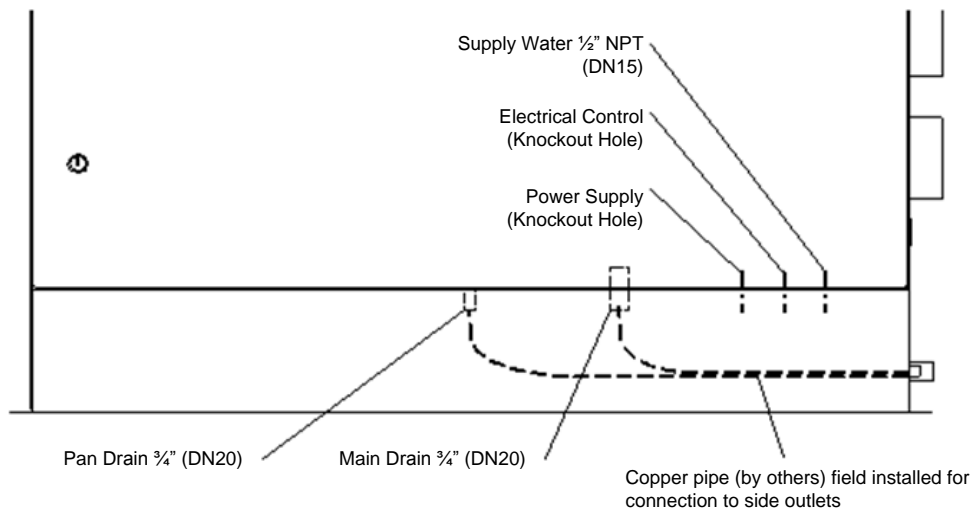 Supply Water ½” NPT
(DN15)
Electrical Control
(Knockout Hole)
Power Supply
(Knockout Hole)
Pan Drain ¾” (DN20)
Main Drain ¾” (DN20)
Copper pipe (by others) field installed for
connection to side outlets